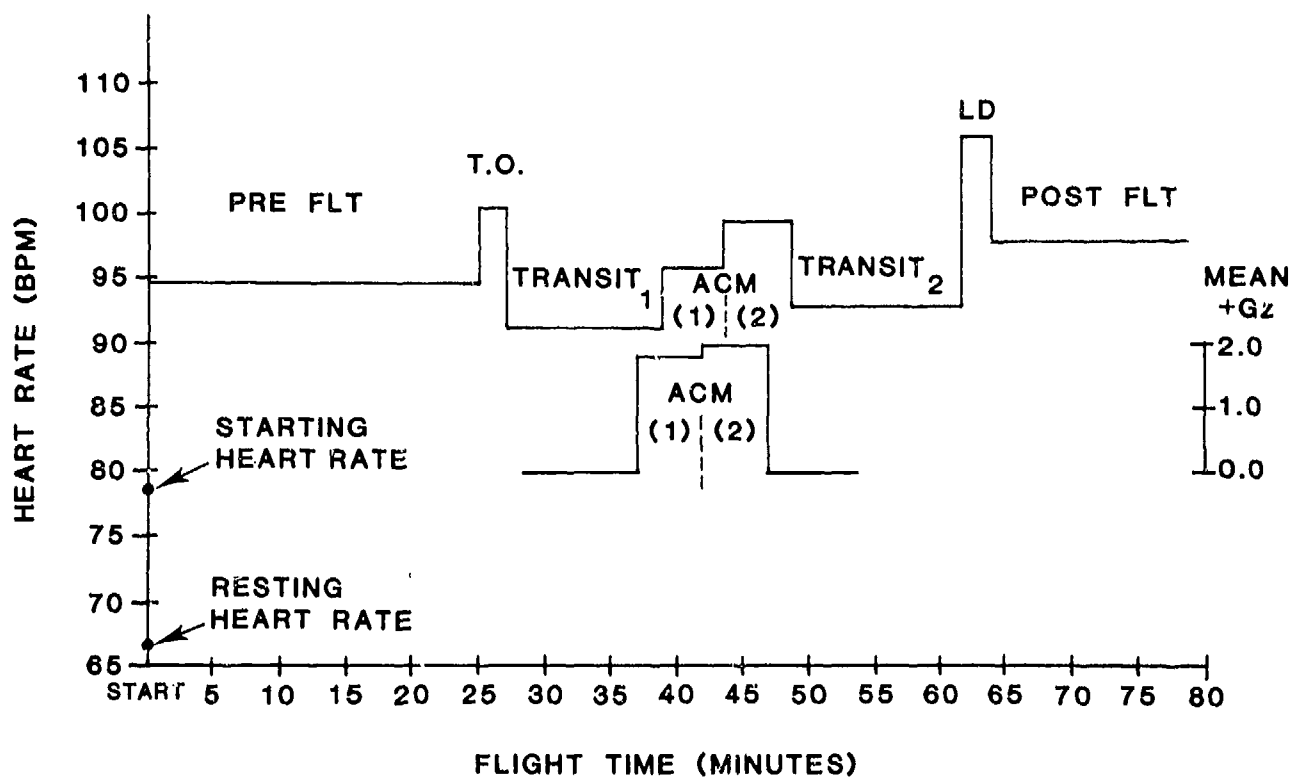 110
105
100
95
90
85
80
75
70
65
HEART RATE (BPM)
PRE FLT
T.O.
TRANSIT1
ACM
(1) (2)
TRANSIT2
LD
POST FLT
MEAN
+Gz
2.0
1.0
0.0
ACM
(1) (2)
STARTING
HEART RATE
RESTING
HEART RATE
START 5 10 15 20 25 30 35 40 45 50 55 60 65 70 75 80
FLIGHT TIME (MINUTES)